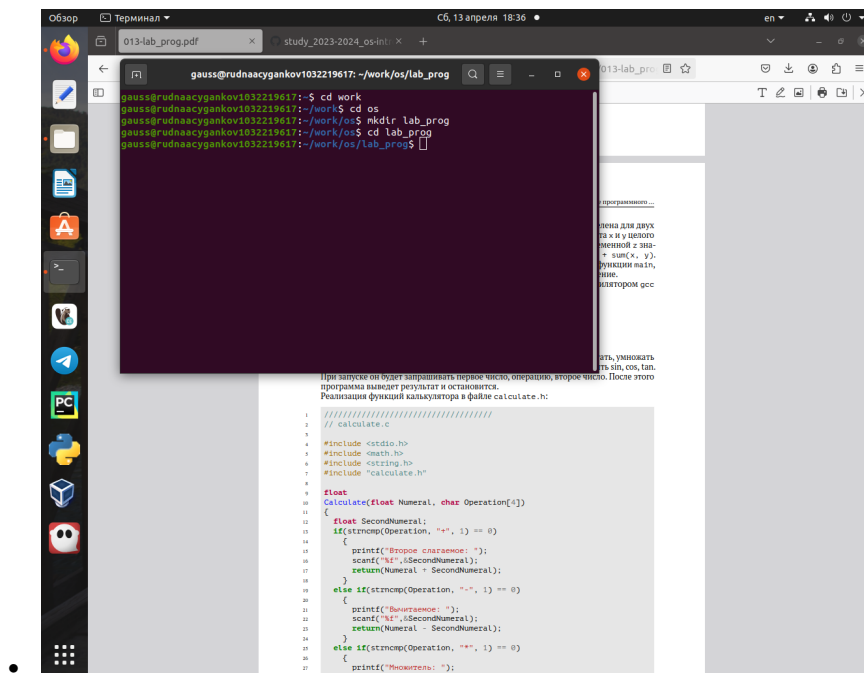 Обзор
Терминал
Сб, 13 апреля 18:36
en
013-lab_prog.pdf
study_2023-2024_os-intr
gauss@rudnaacygankov1032219617: ~/work/os/lab_prog
/013-lab_pro
gauss@rudnaacygankov1032219617:~$ cd work
gauss@rudnaacygankov1032219617:~/work$ cd os
gauss@rudnaacygankov1032219617:~/work/os$ mkdir lab_prog
gauss@rudnaacygankov1032219617:~/work/os$ cd lab_prog
gauss@rudnaacygankov1032219617:~/work/os/lab_prog$
программного ...
елена для двух
та x и y целого
еменной z зна-
+ sum(x, y).
функции main,
ение.
илятором gcc
ать, умножать
ть sin, cos, tan.
При запуске он будет запрашивать первое число, операцию, второе число. После этого
программа выведет результат и остановится.
Реализация функций калькулятора в файле calculate.h:
1 ////////////////////////////////////
2 // calculate.c
3
4 #include <stdio.h>
5 #include <math.h>
6 #include <string.h>
7 #include "calculate.h"
8
9 float
10 Calculate(float Numeral, char Operation[4])
11 {
12 float SecondNumeral;
13 if(strncmp(Operation, "+", 1) == 0)
14 {
15 printf("Второе слагаемое: ");
16 scanf("%f",&SecondNumeral);
17 return(Numeral + SecondNumeral);
18 }
19 else if(strncmp(Operation, "-", 1) == 0)
20 {
21 printf("Вычитаемое: ");
22 scanf("%f",&SecondNumeral);
23 return(Numeral - SecondNumeral);
24 }
25 else if(strncmp(Operation, "*", 1) == 0)
26 {
27 printf("Множитель: ");
PC